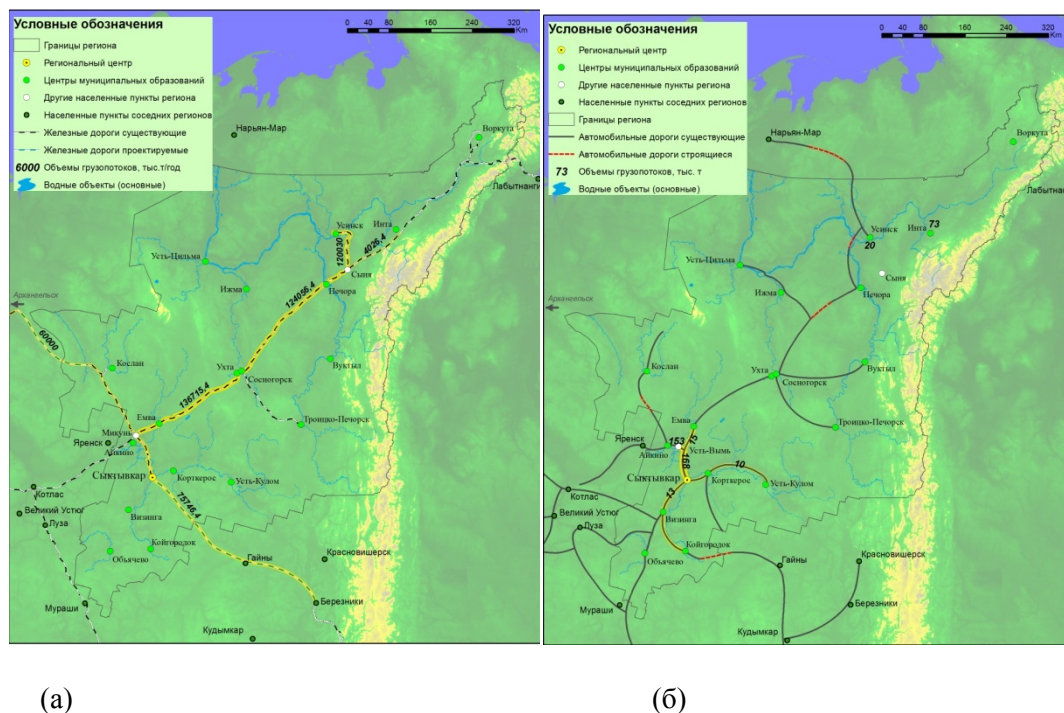 Условные обозначения
Границы региона
Региональный центр
Центры муниципальных образований
Другие населенные пункты региона
Населенные пункты соседних регионов
Железные дороги существующие
Железные дороги проектируемые
6000 Объемы грузопотоков, тыс.т/год
Водные объекты (основные)
0 40 80 160 240 320
Km
Нарьян-Мар
Воркута
Лабытнанги
Усинск
Инта
120030
4026,4
Усть-Цильма
Сыня
Ижма
124056,4
Печора
Архангельск
60000
Кослан
Ухта
Сосногорск
Вуктыл
136715,4
Емва
Троицко-Печорск
Микунь
Яренск
Айкино
Сыктывкар
Корткерос
Усть-Кулом
Котлас
75746,4
Великий Устюг
Луза
Визинга
Объячево
Койгородок
Гайны
Красновишерск
Мураши
Березники
Кудымкар
Условные обозначения
Региональный центр
Центры муниципальных образований
Другие населенные пункты региона
Населенные пункты соседних регионов
Границы региона
Автомобильные дороги существующие
Автомобильные дороги строящиеся
73 Объемы грузопотоков, тыс. т
Водные объекты (основные)
0 40 80 160 240 320
Km
Нарьян-Мар
Воркута
Лабытнанг
Усинск
20
Инта
73
Усть-Цильма
Сыня
Ижма
Печора
Архангельск
Кослан
Ухта
Сосногорск
Вуктыл
Емва
15
Троицко-Печорск
Яренск
153
Айкино
Усть-Вымь
168
Сыктывкар
10
Корткерос
Усть-Кулом
Котлас
13
Великий Устюг
Луза
Визинга
Объячево
Койгородок
Гайны
Красновишерск
Мураши
Березники
Кудымкар
(а)
(б)